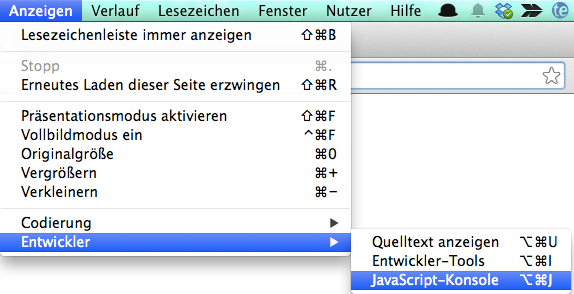 Anzeigen Verlauf Lesezeichen Fenster Nutzer Hilfe te
Lesezeichenleiste immer anzeigen ⇧⌘B
Stopp ⌘.
Erneutes Laden dieser Seite erzwingen ⇧⌘R
Präsentationsmodus aktivieren ⇧⌘F
Vollbildmodus ein ^⌘F
Originalgröße ⌘0
Vergrößern ⌘+
Verkleinern ⌘−
Codierung ▶
Entwickler ▶
Quelltext anzeigen ⌥⌘U
Entwickler-Tools ⌥⌘I
JavaScript-Konsole ⌥⌘J